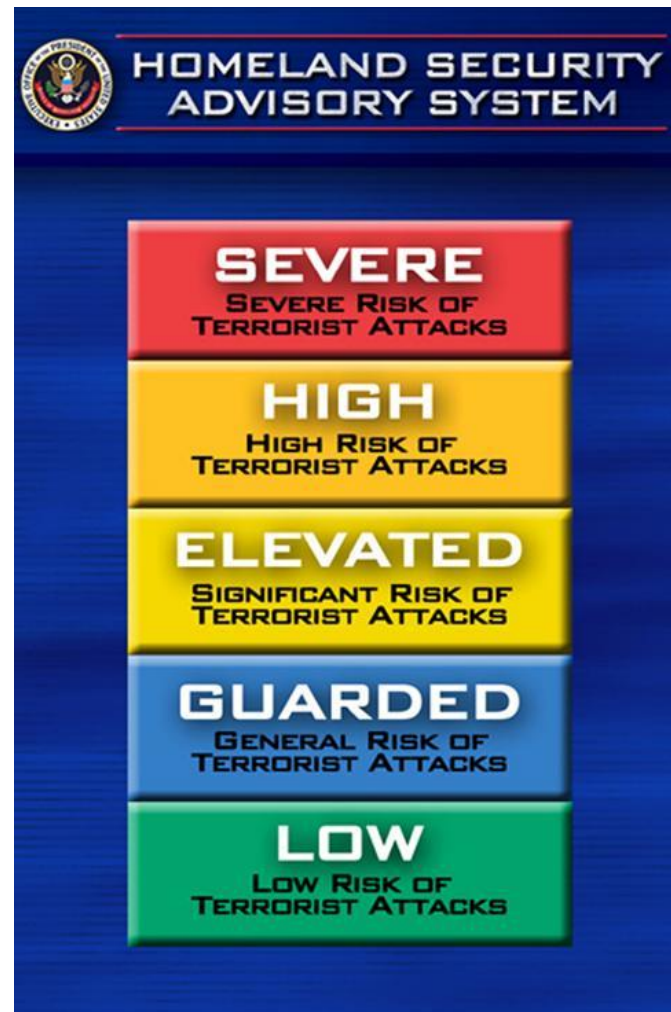 HOMELAND SECURITY
ADVISORY SYSTEM
SEVERE
SEVERE RISK OF
TERRORIST ATTACKS
HIGH
HIGH RISK OF
TERRORIST ATTACKS
ELEVATED
SIGNIFICANT RISK OF
TERRORIST ATTACKS
GUARDED
GENERAL RISK OF
TERRORIST ATTACKS
LOW
LOW RISK OF
TERRORIST ATTACKS